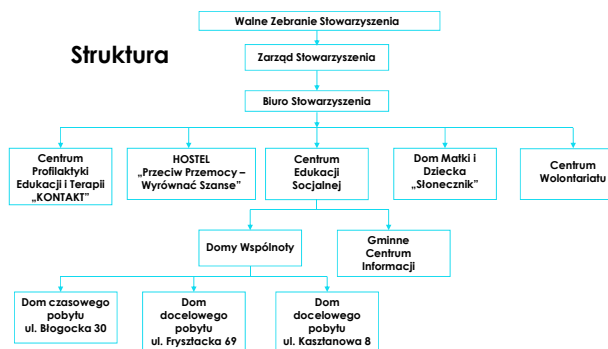 Walne Zebranie Stowarzyszenia
Struktura
Zarząd Stowarzyszenia
Biuro Stowarzyszenia
Centrum
Profilaktyki
Edukacji i Terapii
„KONTAKT”
HOSTEL
„Przeciw Przemocy –
Wyrównać Szanse”
Centrum
Edukacji
Socjalnej
Dom Matki i
Dziecka
„Słonecznik”
Centrum
Wolontariatu
Domy Wspólnoty
Gminne
Centrum
Informacji
Dom czasowego
pobytu
ul. Błogocka 30
Dom
docelowego
pobytu
ul. Frysztacka 69
Dom
docelowego
pobytu
ul. Kasztanowa 8